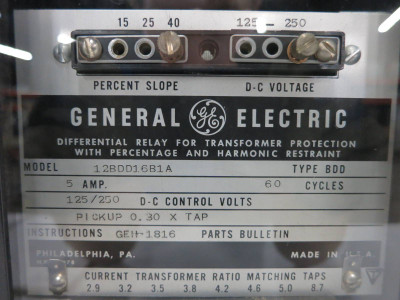 15 25 40 125 - 250
PERCENT SLOPE D-C VOLTAGE
GENERAL GE ELECTRIC
DIFFERENTIAL RELAY FOR TRANSFORMER PROTECTION
WITH PERCENTAGE AND HARMONIC RESTRAINT
MODEL 12BDD16B1A TYPE BDD
5 AMP. 60 CYCLES
125/250 D-C CONTROL VOLTS
PICKUP 0.30 X TAP
INSTRUCTIONS GEH-1816 PARTS BULLETIN
PHILADELPHIA, PA. MADE IN U.S.A.
CURRENT TRANSFORMER RATIO MATCHING TAPS
2.9 3.2 3.5 3.8 4.2 4.6 5.0 8.7